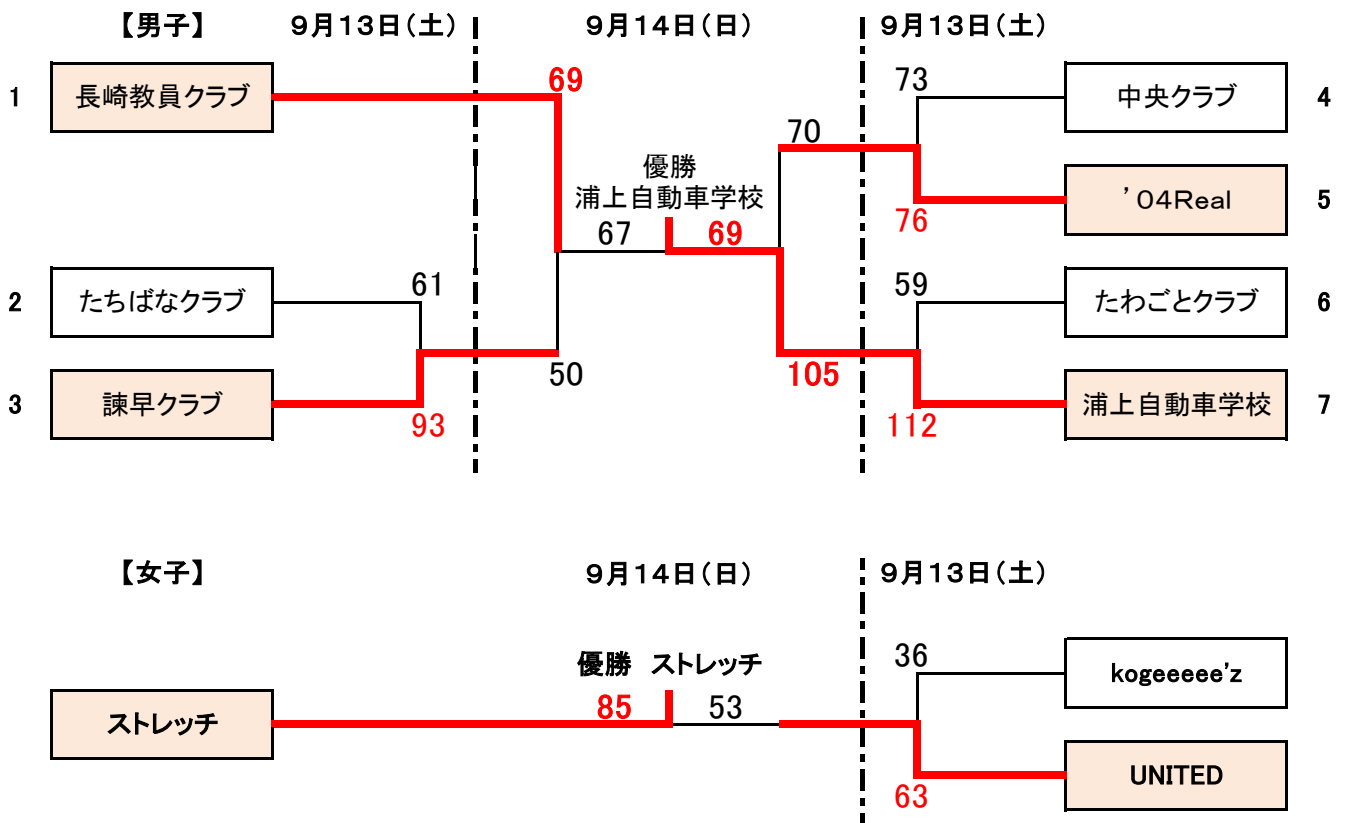 【男子】 ９月１３日（土） ９月１４日（日） ９月１３日（土）
1 長崎教員クラブ 69 73 中央クラブ 4
70
優勝
浦上自動車学校
’０４Ｒｅａｌ 5
76
67 69
2 たちばなクラブ 61 59 たわごとクラブ 6
50 105
3 諫早クラブ 93 112 浦上自動車学校 7
【女子】 ９月１４日（日） ９月１３日（土）
優勝 ストレッチ 36 kogeeeee'z
ストレッチ 85 53
63 UNITED